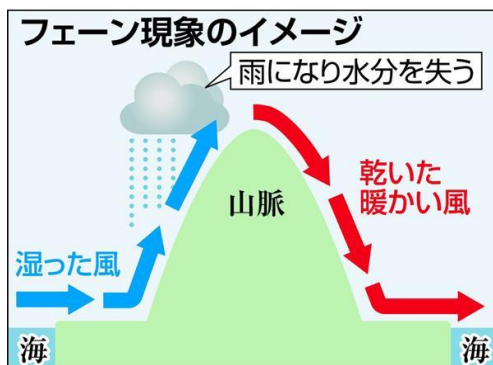 フェーン現象のイメージ
雨になり水分を失う
山脈
乾いた
暖かい風
湿った風
海
海